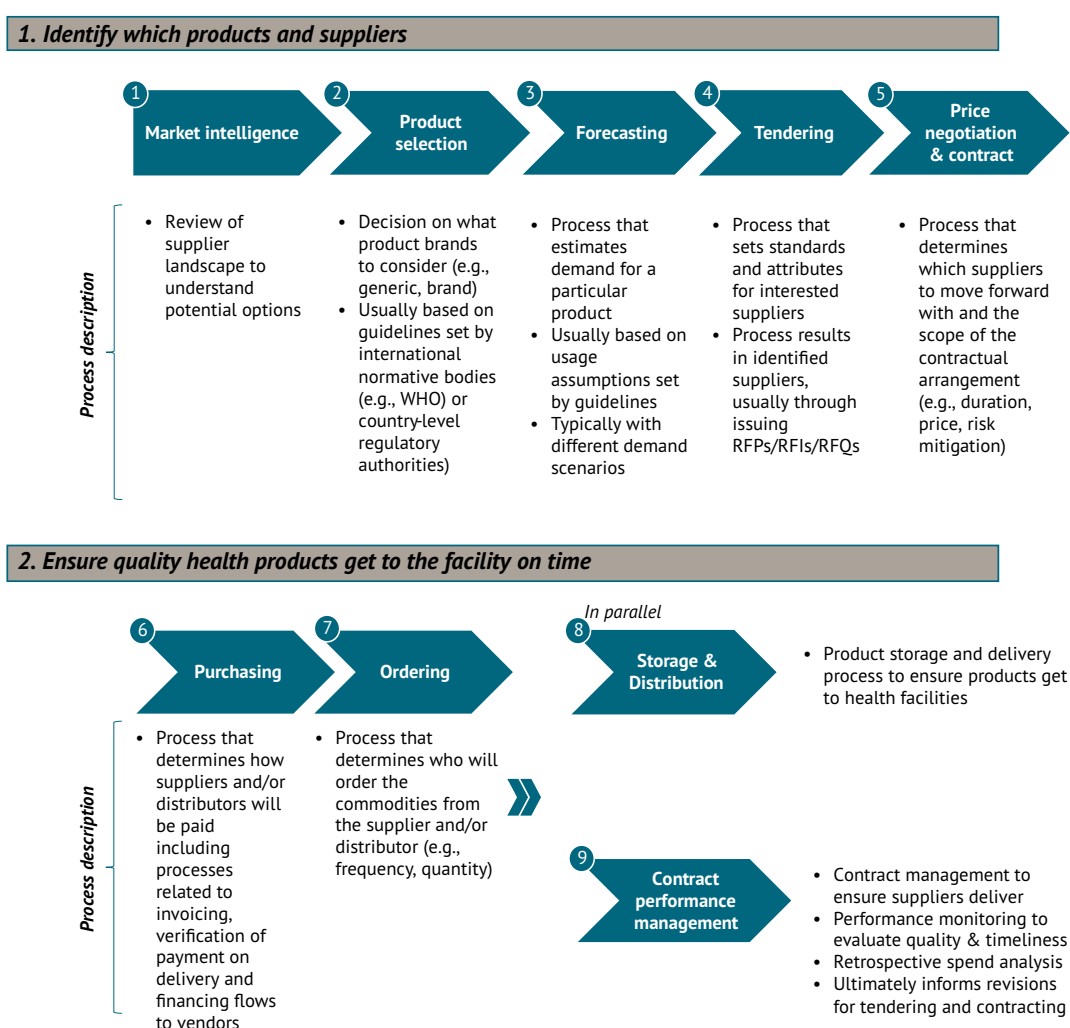 1. Identify which products and suppliers
1
Market intelligence
2
Product
selection
3
Forecasting
4
Tendering
5
Price
negotiation
& contract
Process description
• Review of
supplier
landscape to
understand
potential options
• Decision on what
product brands
to consider (e.g.,
generic, brand)
• Usually based on
guidelines set by
international
normative bodies
(e.g., WHO) or
country-level
regulatory
authorities)
• Process that
estimates
demand for a
particular
product
• Usually based on
usage
assumptions set
by guidelines
• Typically with
different demand
scenarios
• Process that
sets standards
and attributes
for interested
suppliers
• Process results
in identified
suppliers,
usually through
issuing
RFPs/RFIs/RFQs
• Process that
determines
which suppliers
to move forward
with and the
scope of the
contractual
arrangement
(e.g., duration,
price, risk
mitigation)
2. Ensure quality health products get to the facility on time
6
Purchasing
7
Ordering
Process description
• Process that
determines how
suppliers and/or
distributors will
be paid
including
processes
related to
invoicing,
verification of
payment on
delivery and
financing flows
to vendors
• Process that
determines who will
order the
commodities from
the supplier and/or
distributor (e.g.,
frequency, quantity)
In parallel
8
Storage &
Distribution
• Product storage and delivery
process to ensure products get
to health facilities
9
Contract
performance
management
• Contract management to
ensure suppliers deliver
• Performance monitoring to
evaluate quality & timeliness
• Retrospective spend analysis
• Ultimately informs revisions
for tendering and contracting